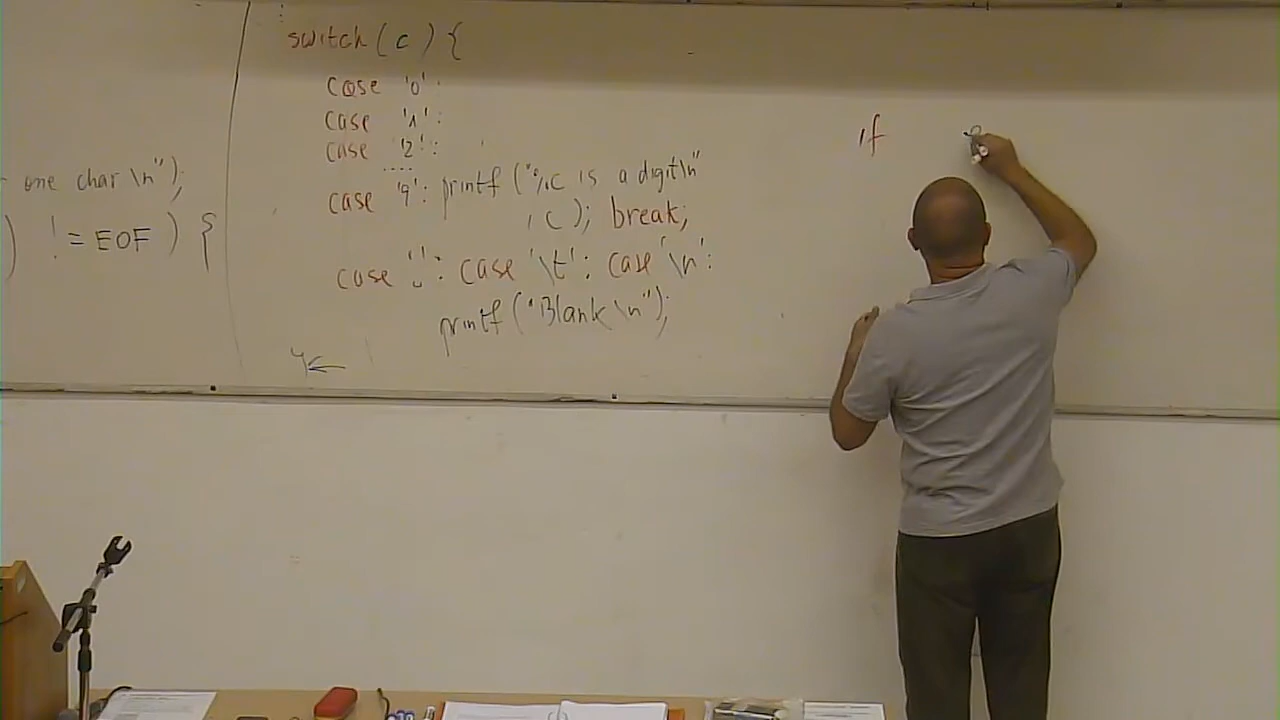 one char \n");
) != EOF ) {
switch ( c ) {
case '0':
case '1':
case '2':
....
case '9': printf ("%c is a digit\n"
, c ); break;
case '␣': case '\t': case '\n':
printf ("Blank \n");
if